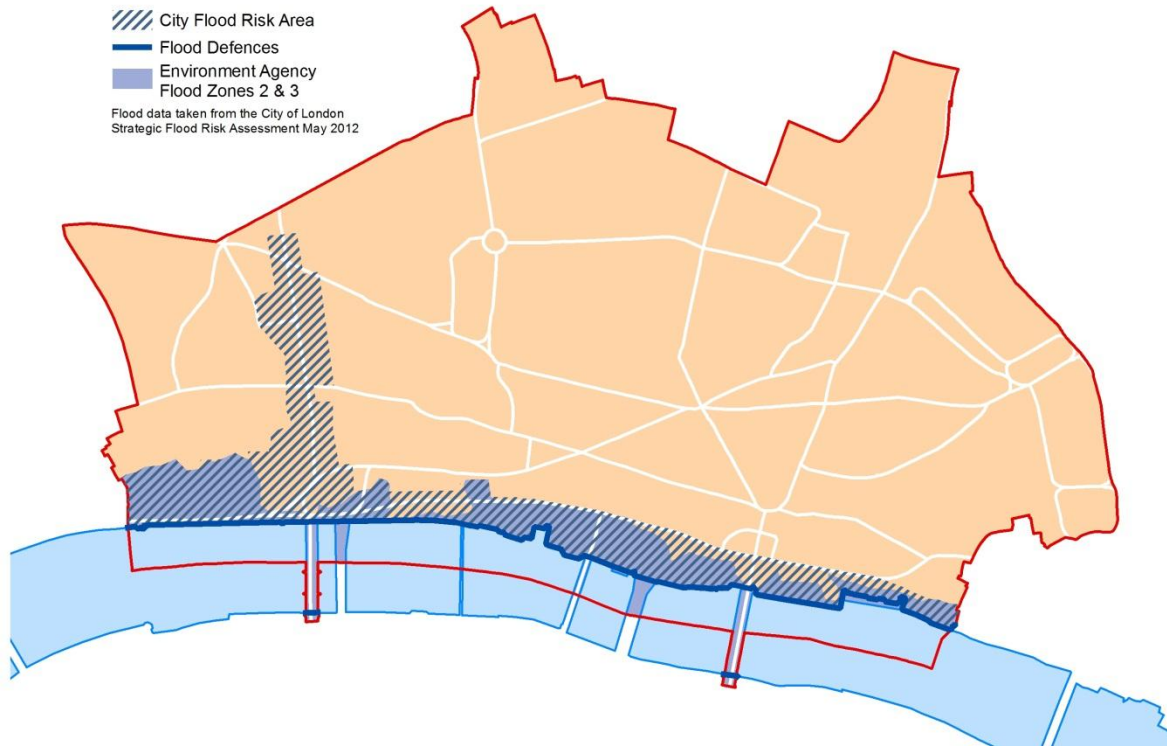 City Flood Risk Area
Flood Defences
Environment Agency
Flood Zones 2 & 3
Flood data taken from the City of London
Strategic Flood Risk Assessment May 2012